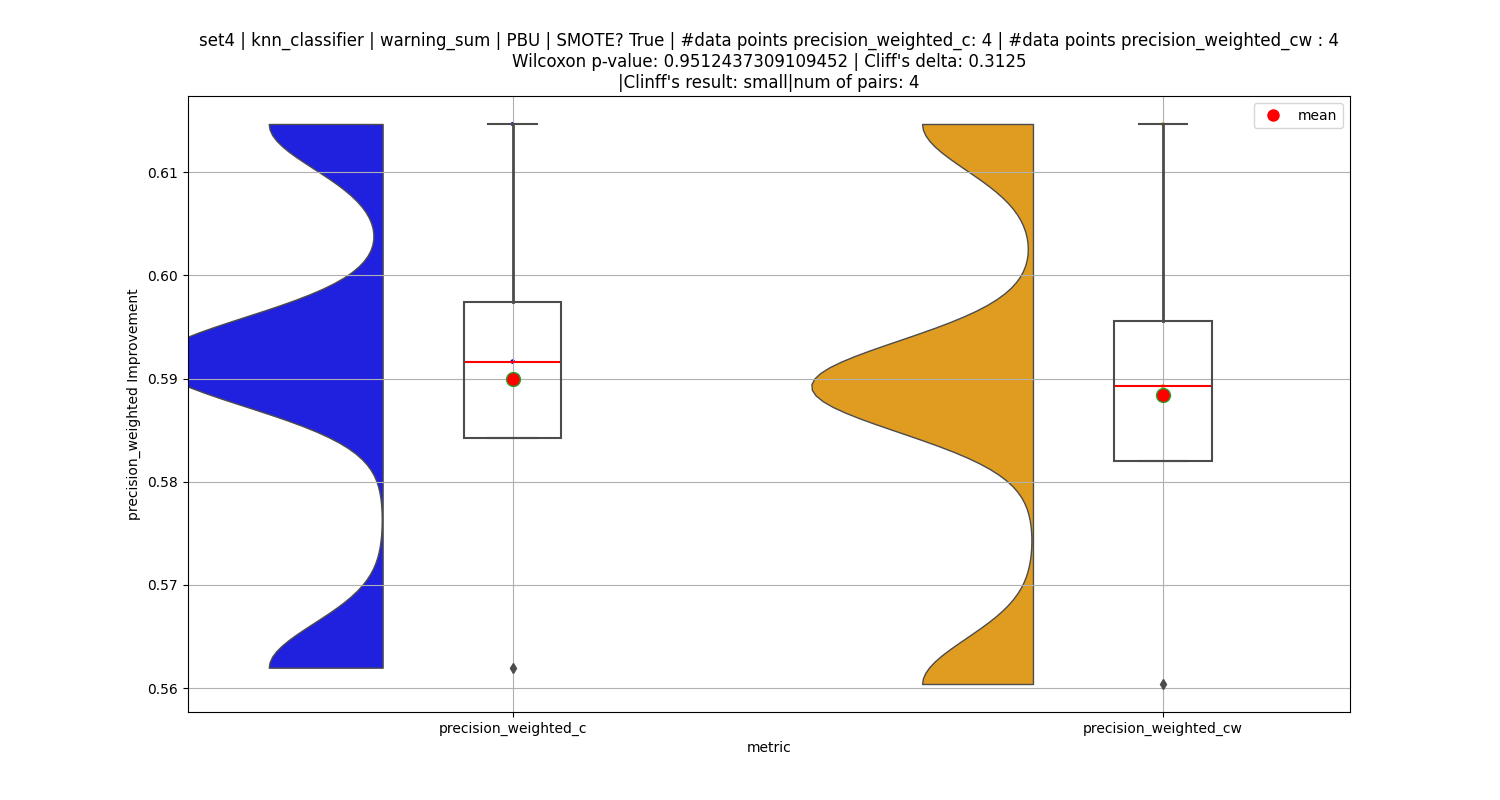 set4 | knn_classifier | warning_sum | PBU | SMOTE? True | #data points precision_weighted_c: 4 | #data points precision_weighted_cw : 4
Wilcoxon p-value: 0.9512437309109452 | Cliff's delta: 0.3125
|Clinff's result: small|num of pairs: 4
mean
precision_weighted Improvement
0.61
0.60
0.59
0.58
0.57
0.56
precision_weighted_c
precision_weighted_cw
metric